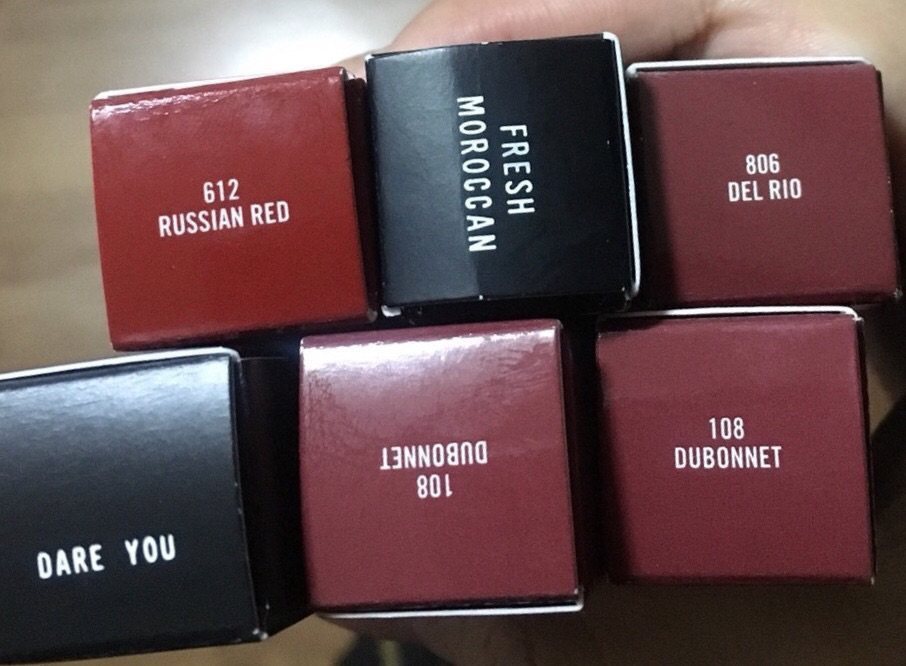 612
RUSSIAN RED
FRESH
MOROCCAN
806
DEL RIO
DARE YOU
108
DUBONNET
108
DUBONNET